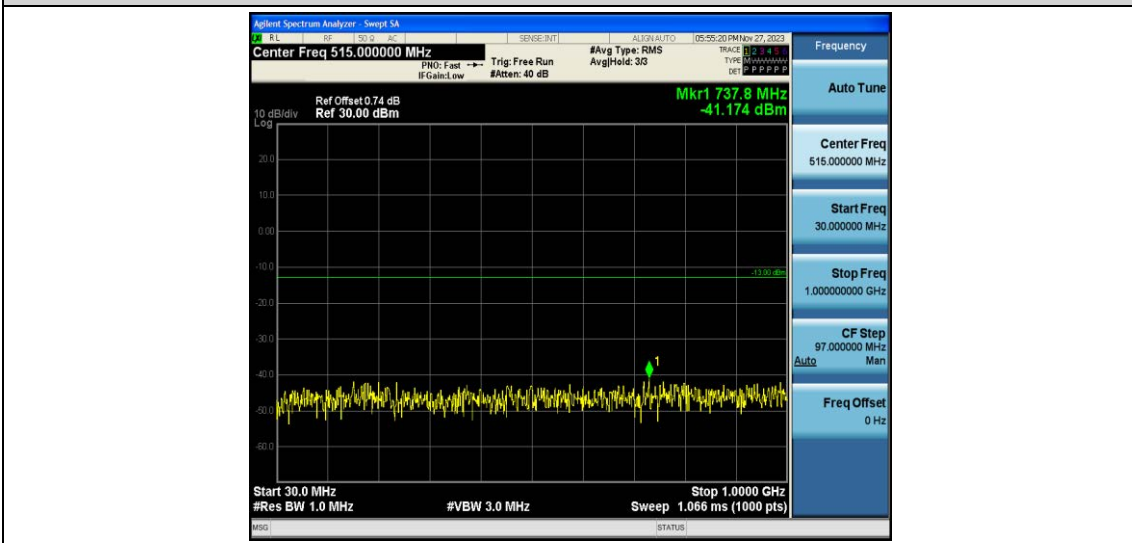 Agilent Spectrum Analyzer - Swept SA
RL RF 50 Ω AC SENSE:INT ALIGN AUTO 05:55:20 PM Nov 27, 2023
Center Freq 515.000000 MHz
PNO: Fast
IFGain:Low
Trig: Free Run
#Atten: 40 dB
#Avg Type: RMS
Avg|Hold: 3/3
TRACE 1 2 3 4 5 6
TYPE M
DET P P P P P P
Mkr1 737.8 MHz
-41.174 dBm
Ref Offset 0.74 dB
10 dB/div Ref 30.00 dBm
Log
20.0
10.0
0.00
-10.0
-13.00 dBm
-20.0
-30.0
1
-40.0
-50.0
-60.0
Start 30.0 MHz Stop 1.0000 GHz
#Res BW 1.0 MHz #VBW 3.0 MHz Sweep 1.066 ms (1000 pts)
MSG STATUS
Frequency
Auto Tune
Center Freq
515.000000 MHz
Start Freq
30.000000 MHz
Stop Freq
1.000000000 GHz
CF Step
97.000000 MHz
Auto Man
Freq Offset
0 Hz